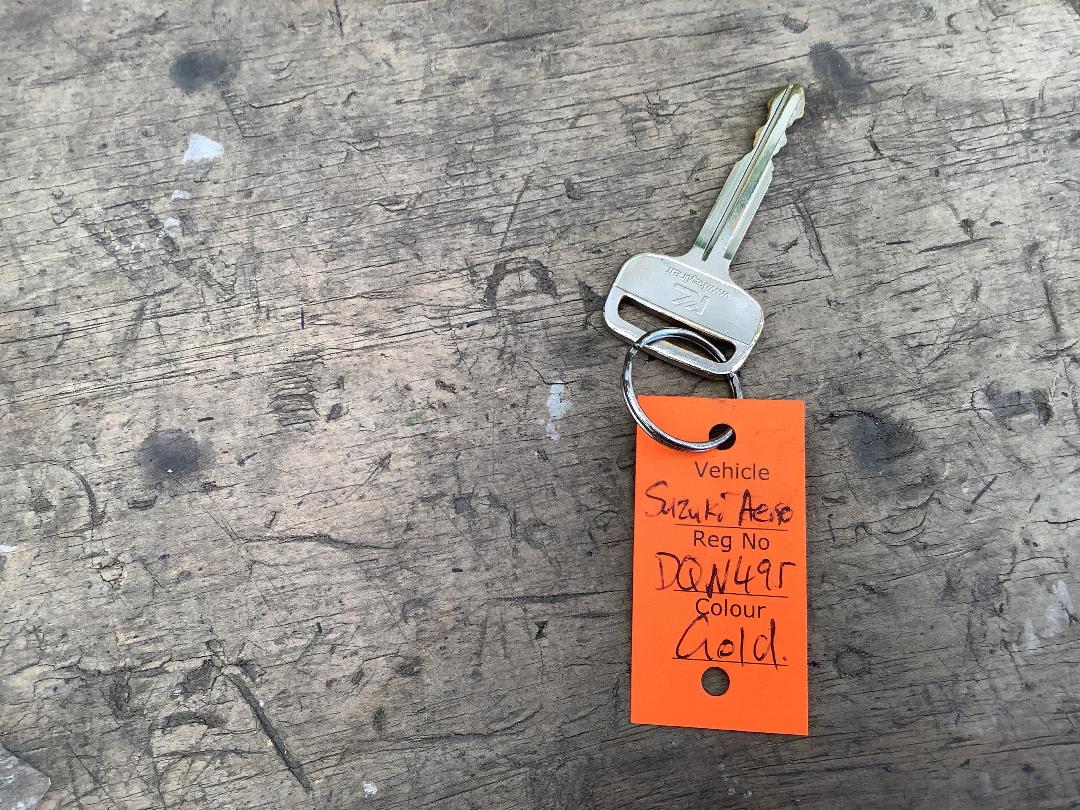 Vehicle
Suzuki Aero
Reg No
DQN495
Colour
Gold.